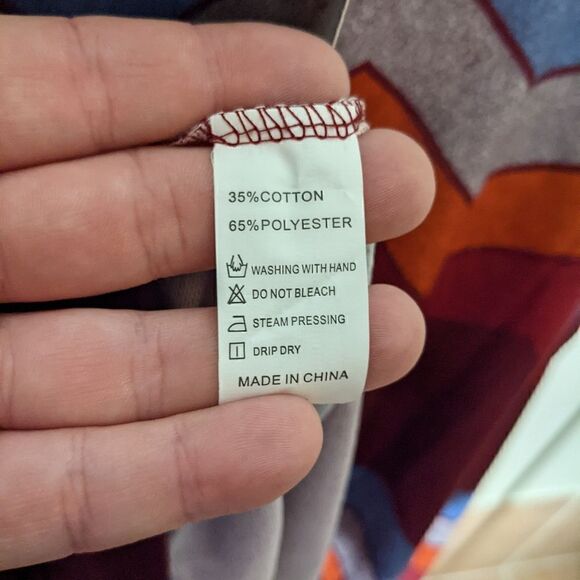 35%COTTON
65%POLYESTER
WASHING WITH HAND
DO NOT BLEACH
STEAM PRESSING
DRIP DRY
MADE IN CHINA